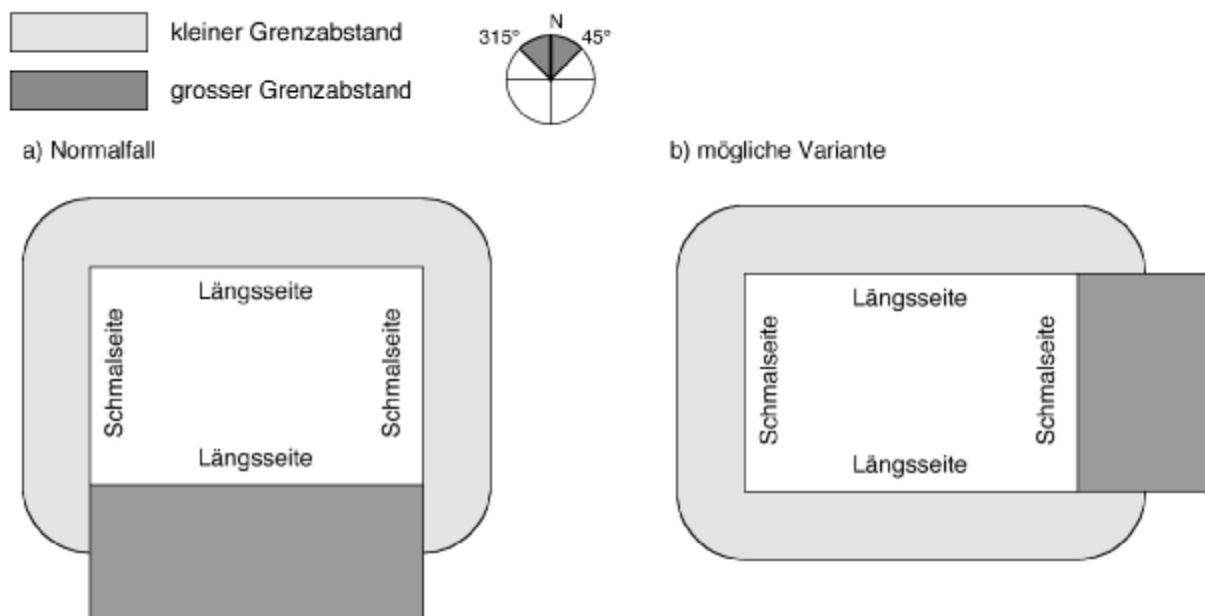 kleiner Grenzabstand
grosser Grenzabstand
N
315°
45°
a) Normalfall
b) mögliche Variante
Längsseite
Schmalseite
Schmalseite
Längsseite
Längsseite
Schmalseite
Schmalseite
Längsseite